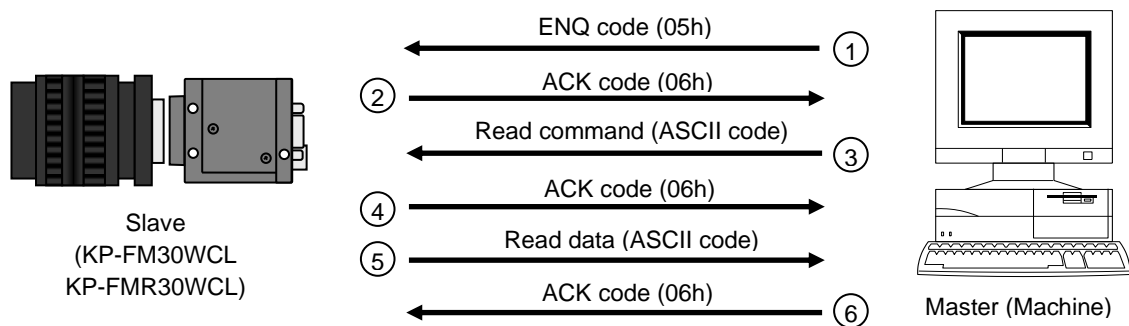 ENQ code (05h)
①
ACK code (06h)
②
Read command (ASCII code)
③
ACK code (06h)
④
Read data (ASCII code)
⑤
ACK code (06h)
⑥
Slave
(KP-FM30WCL
KP-FMR30WCL)
Master (Machine)